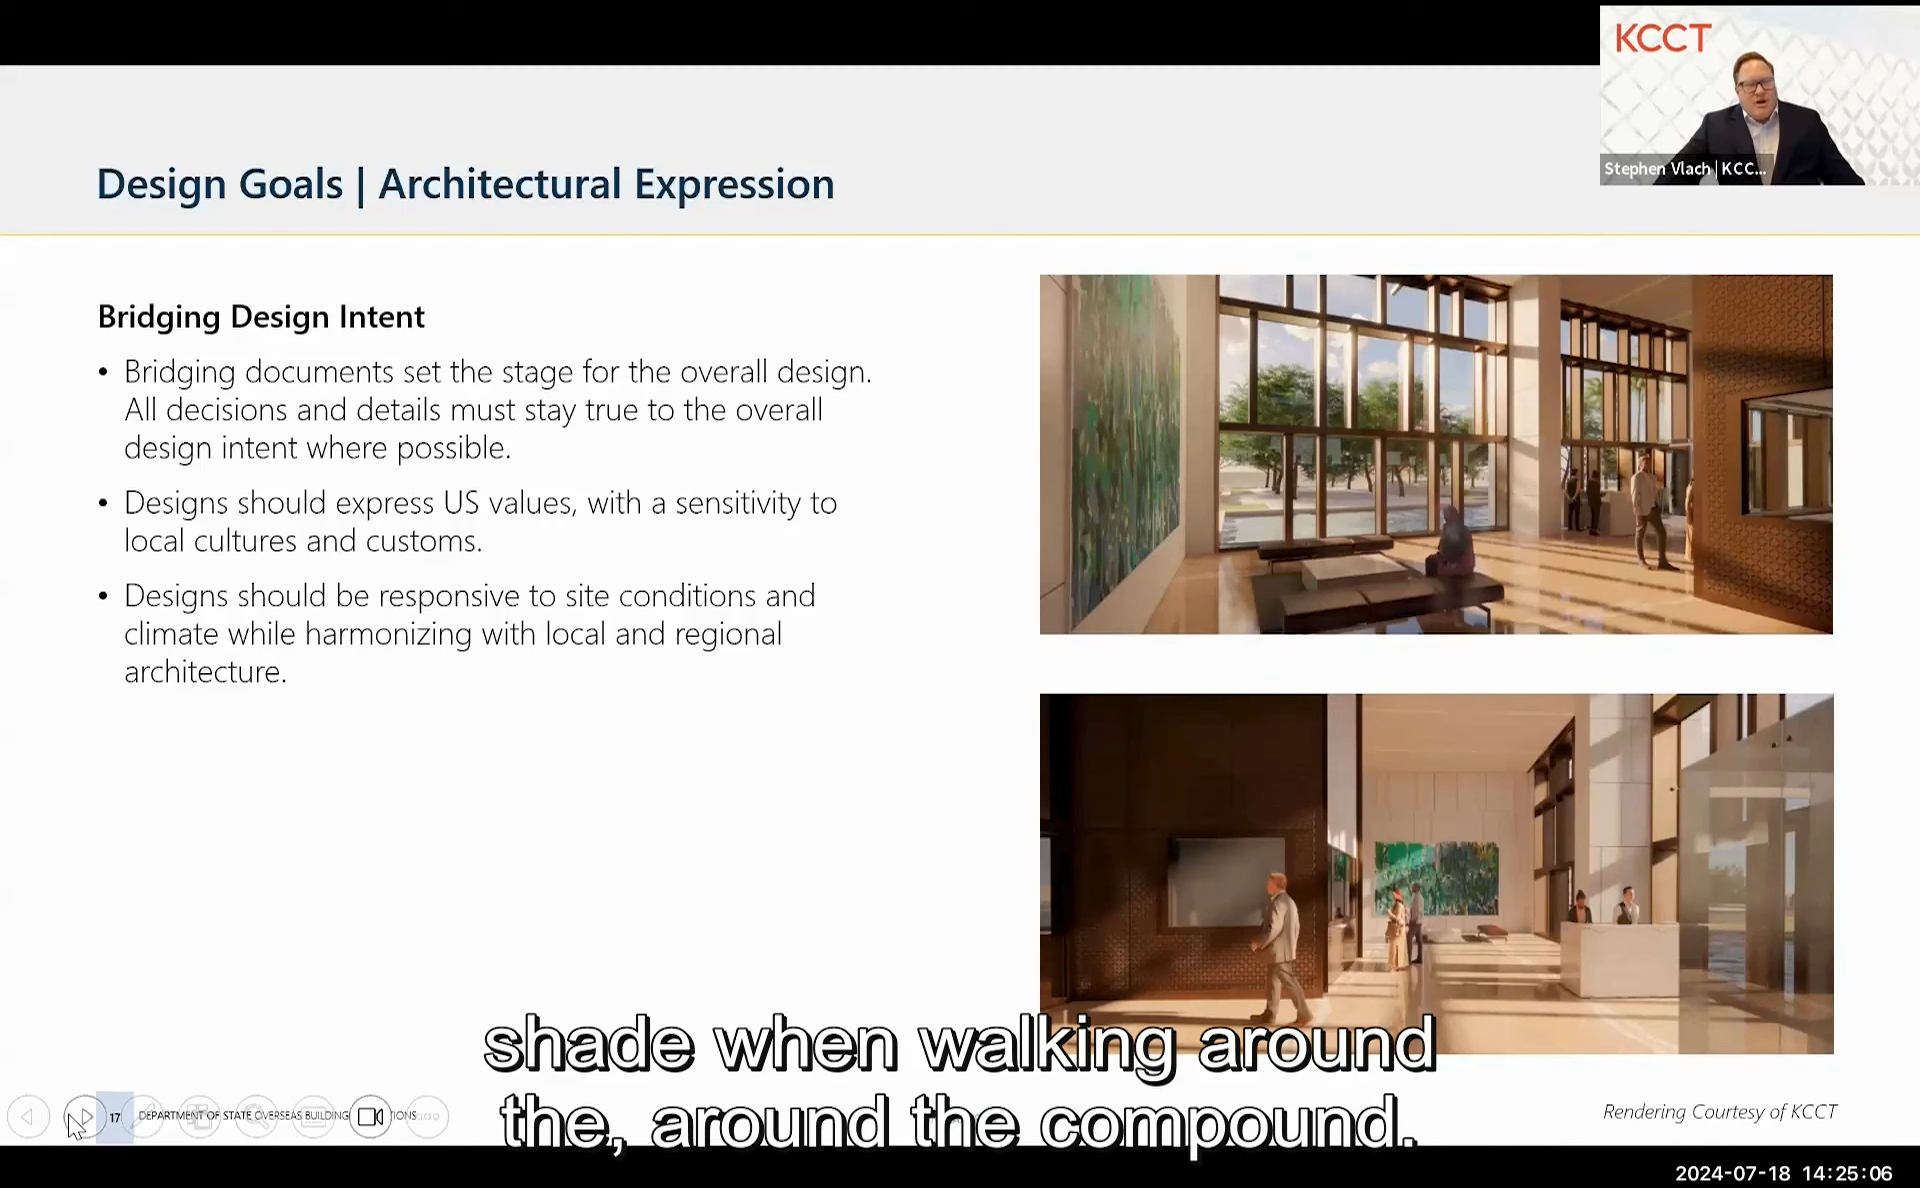 KCCT
Stephen Vlach | KCC...
Design Goals | Architectural Expression
Bridging Design Intent
• Bridging documents set the stage for the overall design.
All decisions and details must stay true to the overall
design intent where possible.
• Designs should express US values, with a sensitivity to
local cultures and customs.
• Designs should be responsive to site conditions and
climate while harmonizing with local and regional
architecture.
shade when walking around
the, around the compound.
17 DEPARTMENT OF STATE OVERSEAS BUILDING
Rendering Courtesy of KCCT
2024-07-18 14:25:06